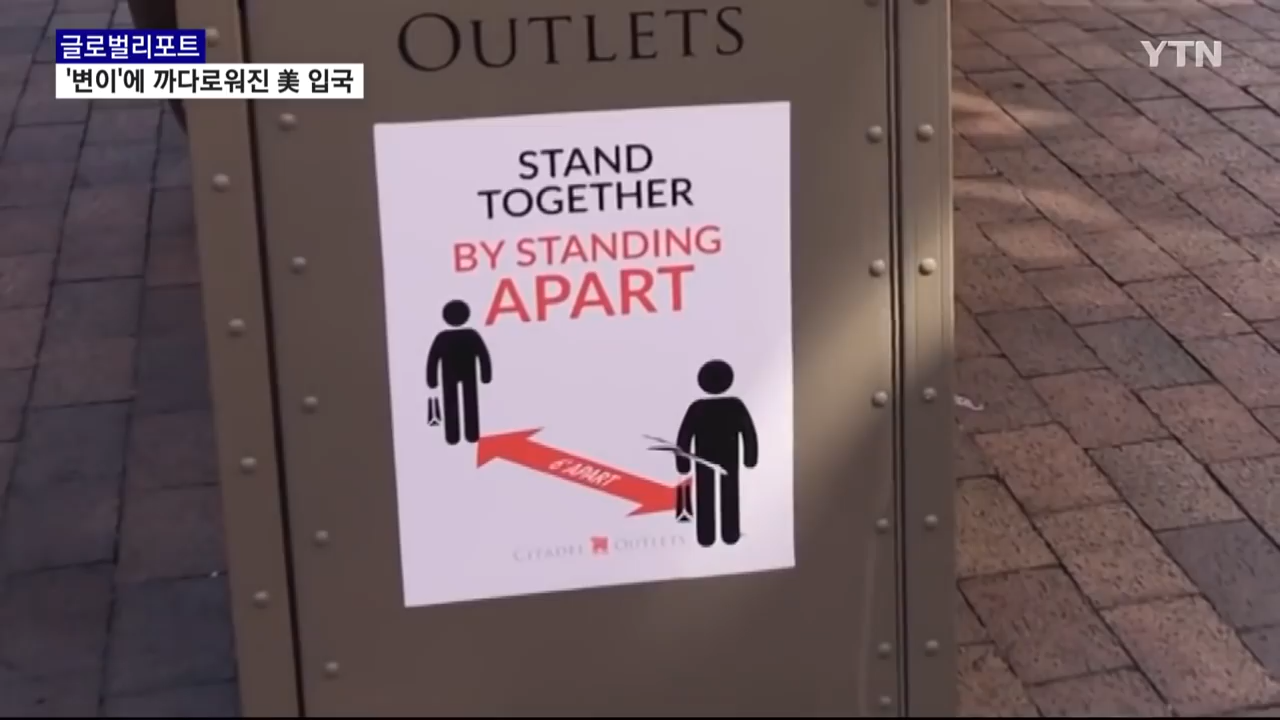 글로벌리포트
'변이'에 까다로워진 美 입국
YTN
OUTLETS
STAND
TOGETHER
BY STANDING
APART
6' APART
CITADEL OUTLETS